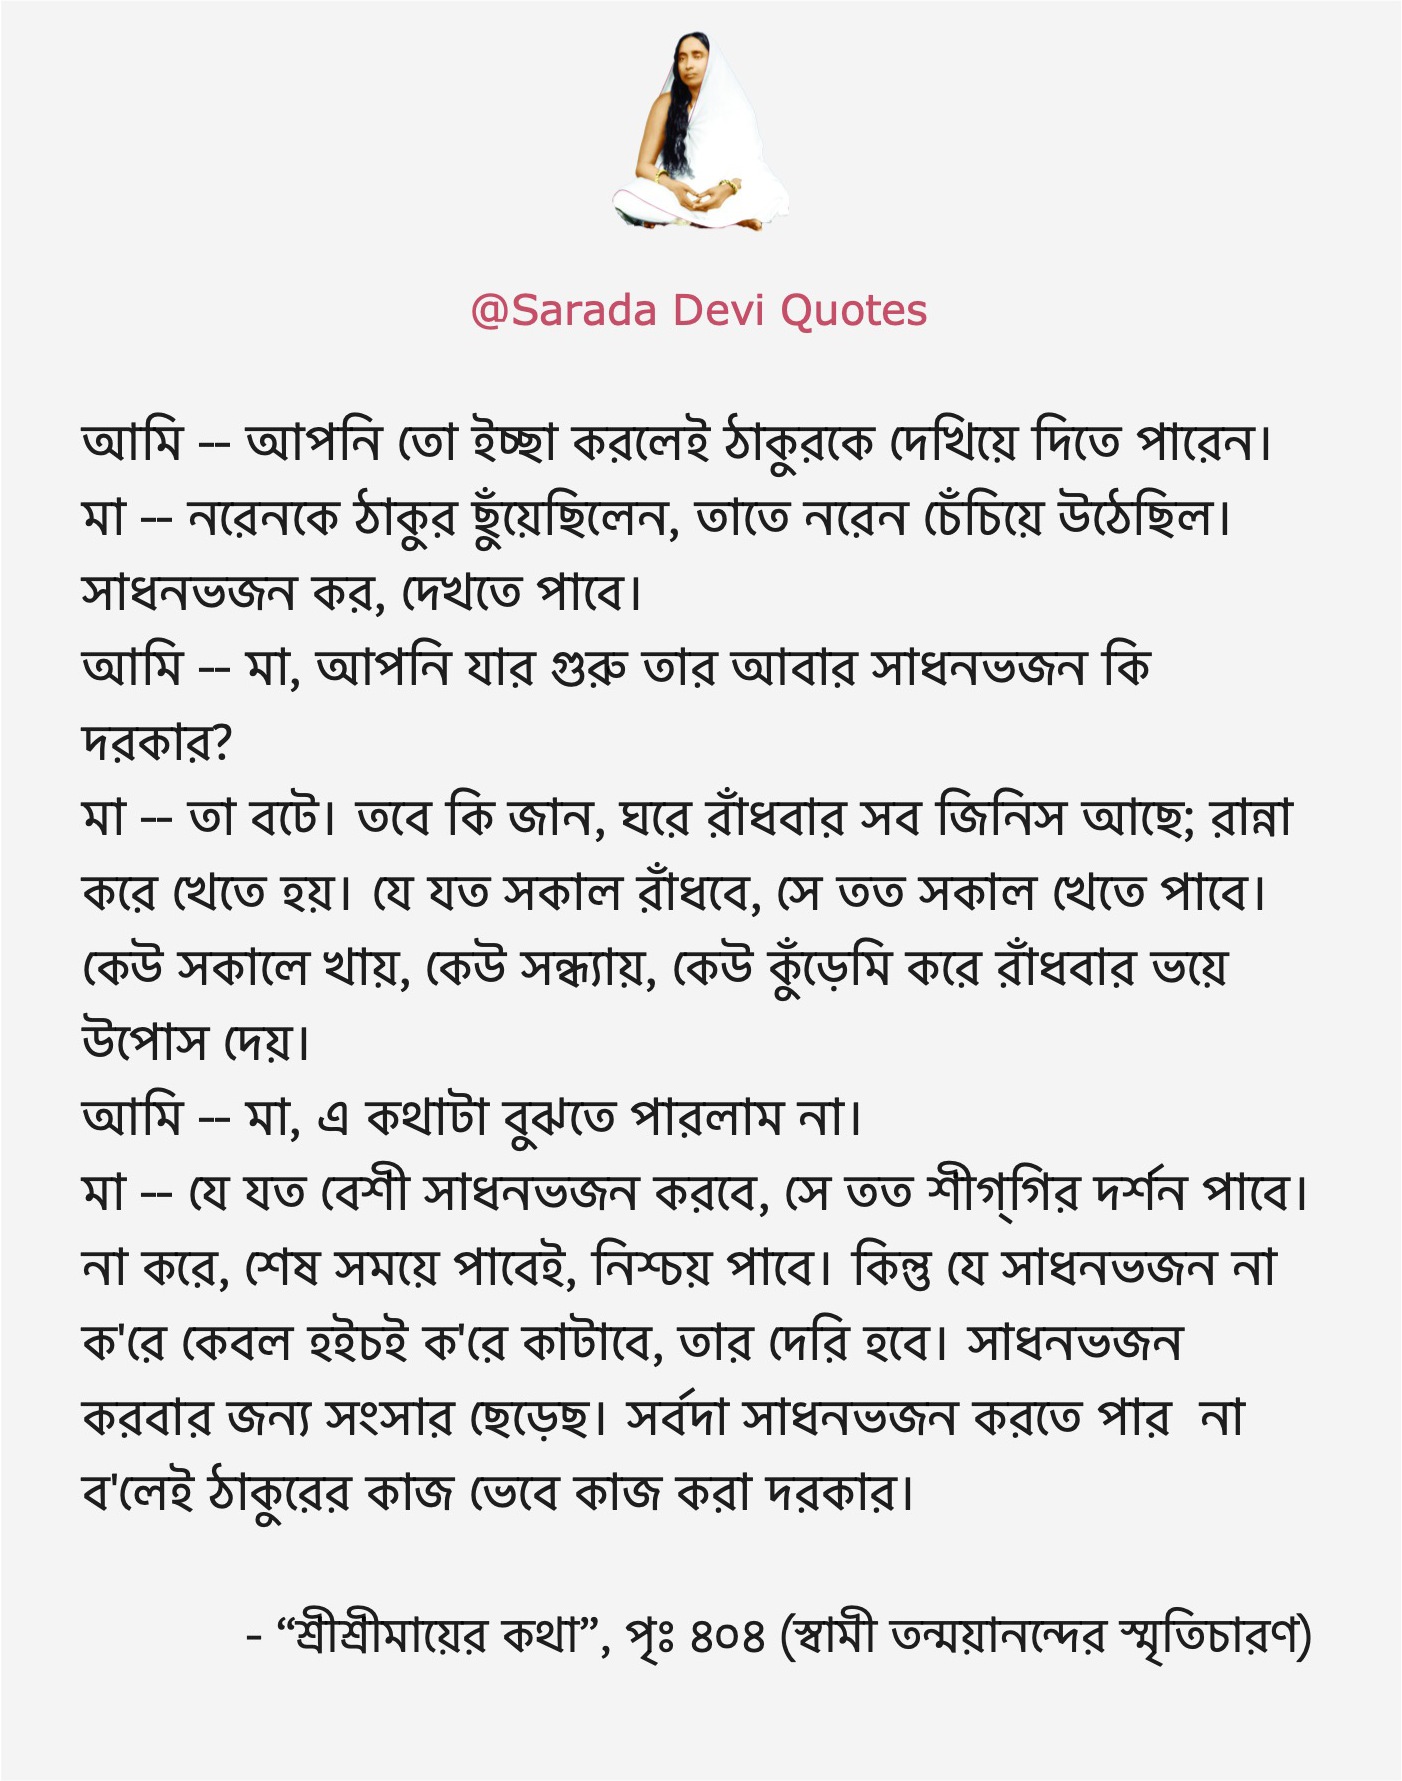 @Sarada Devi Quotes
আমি -- আপনি তো ইচ্ছা করলেই ঠাকুরকে দেখিয়ে দিতে পারেন।
মা -- নরেনকে ঠাকুর ছুঁয়েছিলেন, তাতে নরেন চেঁচিয়ে উঠেছিল।
সাধনভজন কর, দেখতে পাবে।
আমি -- মা, আপনি যার গুরু তার আবার সাধনভজন কি
দরকার?
মা -- তা বটে। তবে কি জান, ঘরে রাঁধবার সব জিনিস আছে; রান্না
করে খেতে হয়। যে যত সকাল রাঁধবে, সে তত সকাল খেতে পাবে।
কেউ সকালে খায়, কেউ সন্ধ্যায়, কেউ কুঁড়েমি করে রাঁধবার ভয়ে
উপোস দেয়।
আমি -- মা, এ কথাটা বুঝতে পারলাম না।
মা -- যে যত বেশী সাধনভজন করবে, সে তত শীগ্‌গির দর্শন পাবে।
না করে, শেষ সময়ে পাবেই, নিশ্চয় পাবে। কিন্তু যে সাধনভজন না
ক'রে কেবল হইচই ক'রে কাটাবে, তার দেরি হবে। সাধনভজন
করবার জন্য সংসার ছেড়েছ। সর্বদা সাধনভজন করতে পার  না
ব'লেই ঠাকুরের কাজ ভেবে কাজ করা দরকার।
- “শ্রীশ্রীমায়ের কথা”, পৃঃ ৪০৪ (স্বামী তন্ময়ানন্দের স্মৃতিচারণ)